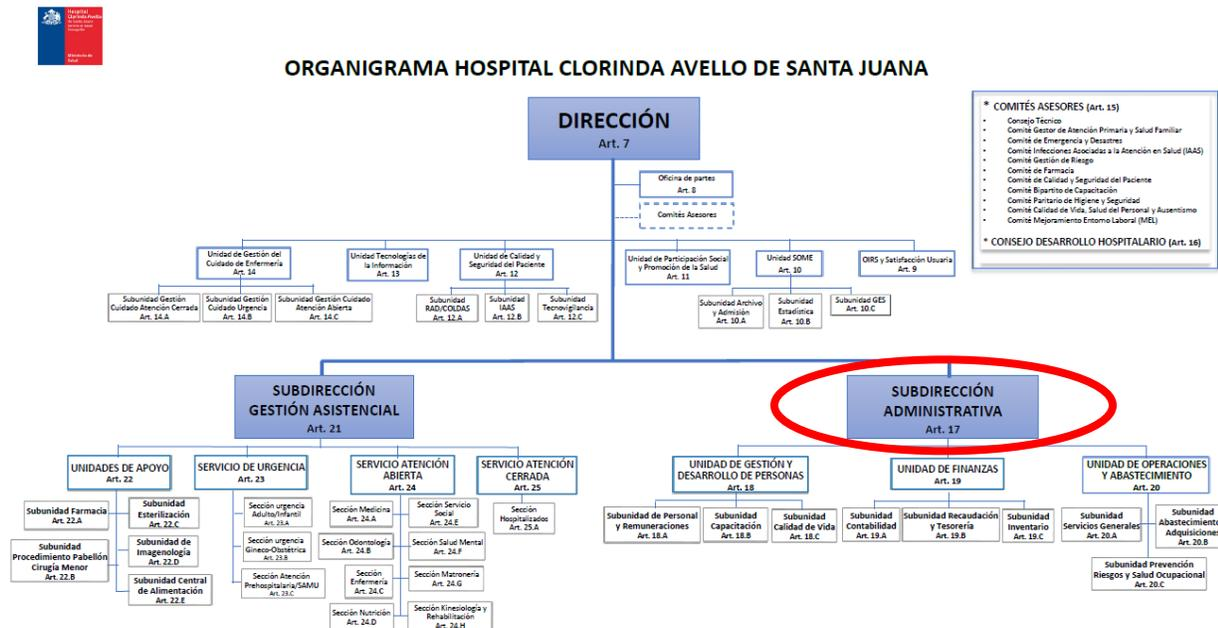 Hospital
Clorinda Avello
Ministerio de
Salud
ORGANIGRAMA HOSPITAL CLORINDA AVELLO DE SANTA JUANA
DIRECCIÓN
Art. 7
Oficina de partes
Art. 8
Comités Asesores
* COMITÉS ASESORES (Art. 15)
• Consejo Técnico
• Comité Gestor de Atención Primaria y Salud Familiar
• Comité de Emergencia y Desastres
• Comité Infecciones Asociadas a la Atención en Salud (IAAS)
• Comité Gestión de Riesgo
• Comité de Farmacia
• Comité de Calidad y Seguridad del Paciente
• Comité Bipartito de Capacitación
• Comité Paritario de Higiene y Seguridad
• Comité Calidad de Vida, Salud del Personal y Ausentismo
• Comité Mejoramiento Entorno Laboral (MEL)
* CONSEJO DESARROLLO HOSPITALARIO (Art. 16)
Unidad de Gestión del
Cuidado de Enfermería
Art. 14
Unidad Tecnologías de
la Información
Art. 13
Unidad de Calidad y
Seguridad del Paciente
Art. 12
Unidad de Participación Social
y Promoción de la Salud
Art. 11
Unidad SOME
Art. 10
OIRS y Satisfacción Usuaria
Art. 9
Subunidad Gestión
Cuidado Atención Cerrada
Art. 14.A
Subunidad Gestión
Cuidado Urgencia
Art. 14.B
Subunidad Gestión Cuidado
Atención Abierta
Art. 14.C
Subunidad
RAD/COLDAS
Art. 12.A
Subunidad
IAAS
Art. 12.B
Subunidad
Tecnovigilancia
Art. 12.C
Subunidad Archivo
y Admisión
Art. 10.A
Subunidad
Estadística
Art. 10.B
Subunidad GES
Art. 10.C
SUBDIRECCIÓN
GESTIÓN ASISTENCIAL
Art. 21
SUBDIRECCIÓN
ADMINISTRATIVA
Art. 17
UNIDADES DE APOYO
Art. 22
SERVICIO DE URGENCIA
Art. 23
SERVICIO ATENCIÓN
ABIERTA
Art. 24
SERVICIO ATENCIÓN
CERRADA
Art. 25
UNIDAD DE GESTIÓN Y
DESARROLLO DE PERSONAS
Art. 18
UNIDAD DE FINANZAS
Art. 19
UNIDAD DE OPERACIONES
Y ABASTECIMIENTO
Art. 20
Subunidad Farmacia
Art. 22.A
Subunidad
Esterilización
Art. 22.C
Subunidad
Procedimiento Pabellón
Cirugía Menor
Art. 22.B
Subunidad de
Imagenología
Art. 22.D
Subunidad Central
de Alimentación
Art. 22.E
Sección urgencia
Adulto/Infantil
Art. 23.A
Sección urgencia
Gineco-Obstétrica
Art. 23.B
Sección Atención
Prehospitalaria/SAMU
Art. 23.C
Sección Medicina
Art. 24.A
Sección Servicio
Social
Art. 24.E
Sección Odontología
Art. 24.B
Sección Salud Mental
Art. 24.F
Sección
Enfermería
Art. 24.C
Sección Matronería
Art. 24.G
Sección Nutrición
Art. 24.D
Sección Kinesiología y
Rehabilitación
Art. 24.H
Sección
Hospitalizados
Art. 25.A
Subunidad de Personal
y Remuneraciones
Art. 18.A
Subunidad
Capacitación
Art. 18.B
Subunidad
Calidad de Vida
Art. 18.C
Subunidad
Contabilidad
Art. 19.A
Subunidad Recaudación
y Tesorería
Art. 19.B
Subunidad
Inventario
Art. 19.C
Subunidad
Servicios Generales
Art. 20.A
Subunidad
Abastecimiento
Adquisiciones
Art. 20.B
Subunidad Prevención
Riesgos y Salud Ocupacional
Art. 20.C